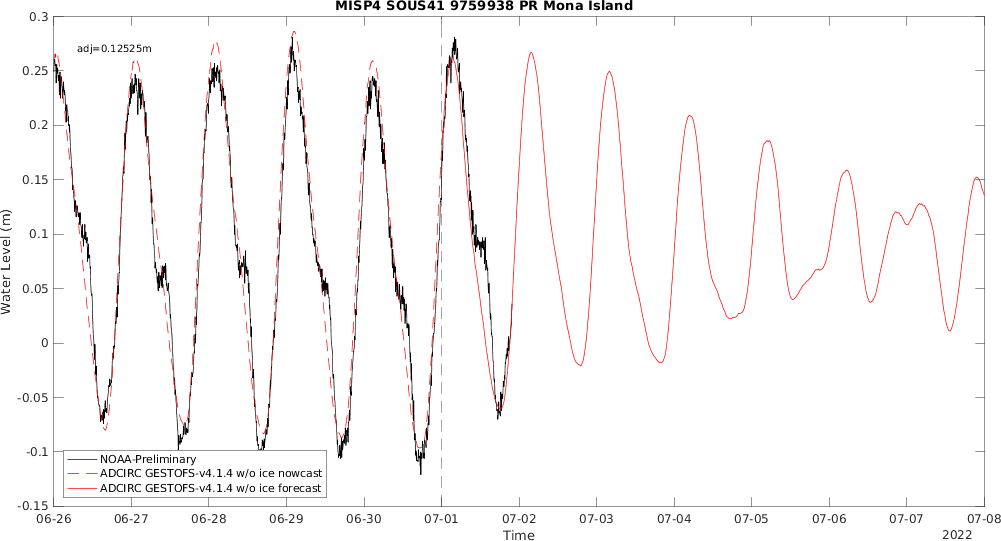 MISP4 SOUS41 9759938 PR Mona Island
adj=0.12525m
0.3
0.25
0.2
0.15
0.1
0.05
0
-0.05
-0.1
-0.15
Water Level (m)
NOAA-Preliminary
ADCIRC GESTOFS-v4.1.4 w/o ice nowcast
ADCIRC GESTOFS-v4.1.4 w/o ice forecast
06-26 06-27 06-28 06-29 06-30 07-01 07-02 07-03 07-04 07-05 07-06 07-07 07-08
Time
2022